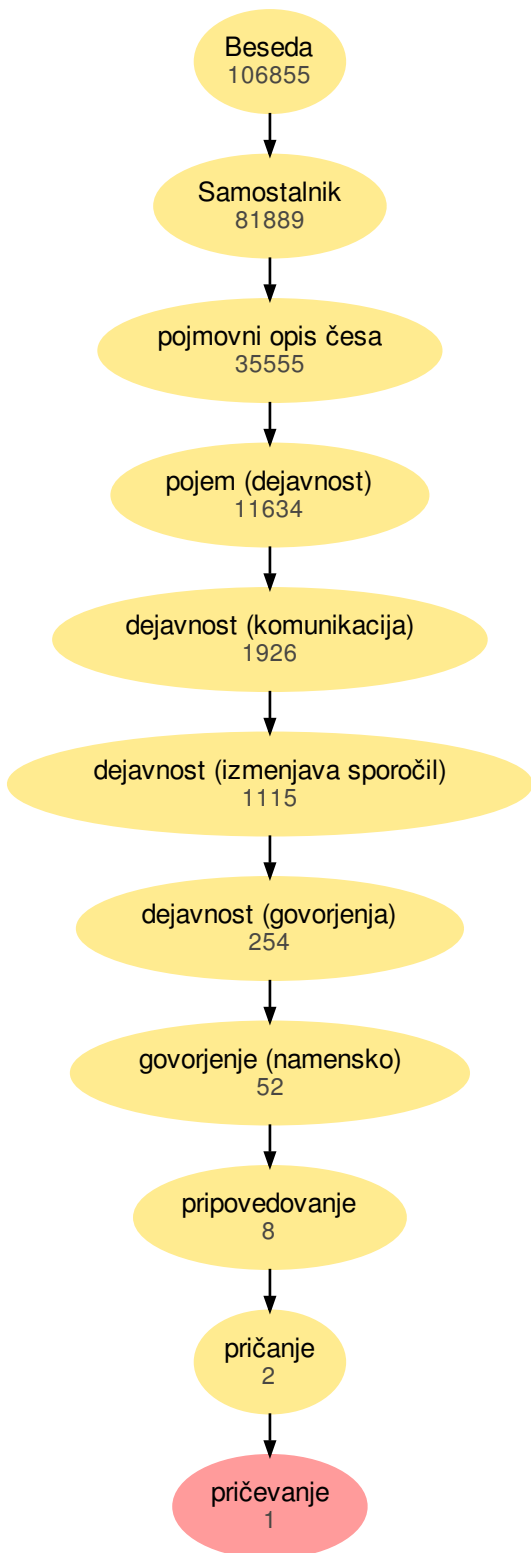 Beseda
106855
Samostalnik
81889
pojmovni opis česa
35555
pojem (dejavnost)
11634
dejavnost (komunikacija)
1926
dejavnost (izmenjava sporočil)
1115
dejavnost (govorjenja)
254
govorjenje (namensko)
52
pripovedovanje
8
pričanje
2
pričevanje
1